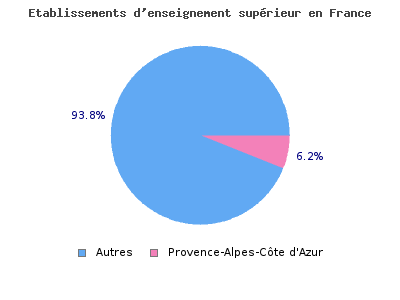 Etablissements d’enseignement supérieur en France
93.8%
6.2%
Autres
Provence-Alpes-Côte d'Azur